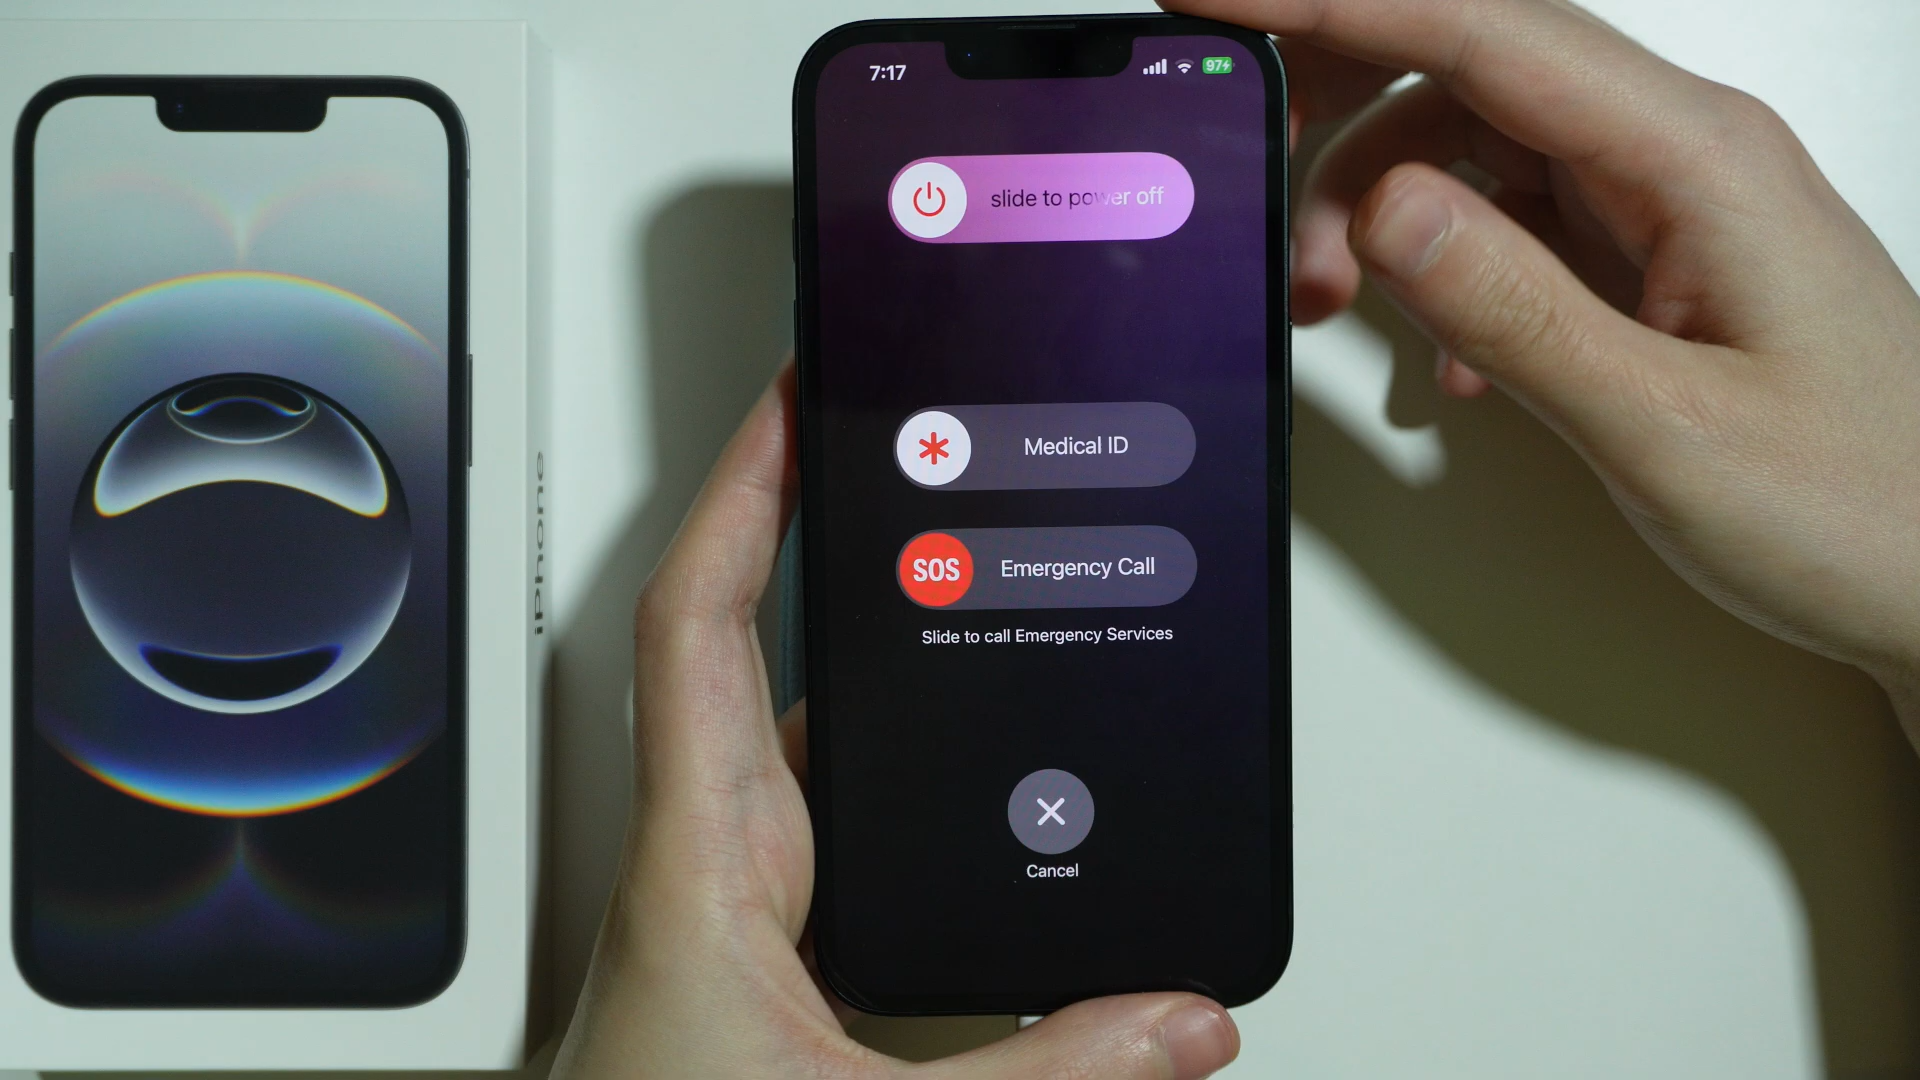 iPhone
7:17
97
slide to power off
Medical ID
SOS Emergency Call
Slide to call Emergency Services
Cancel